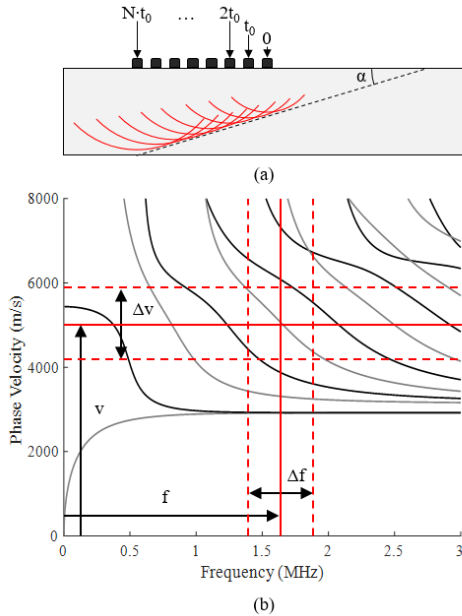 N·t₀ ... 2t₀ t₀ 0
α
(a)
8000
6000
4000
2000
0
Phase Velocity (m/s)
Δv
v
f
Δf
0 0.5 1 1.5 2 2.5 3
Frequency (MHz)
(b)